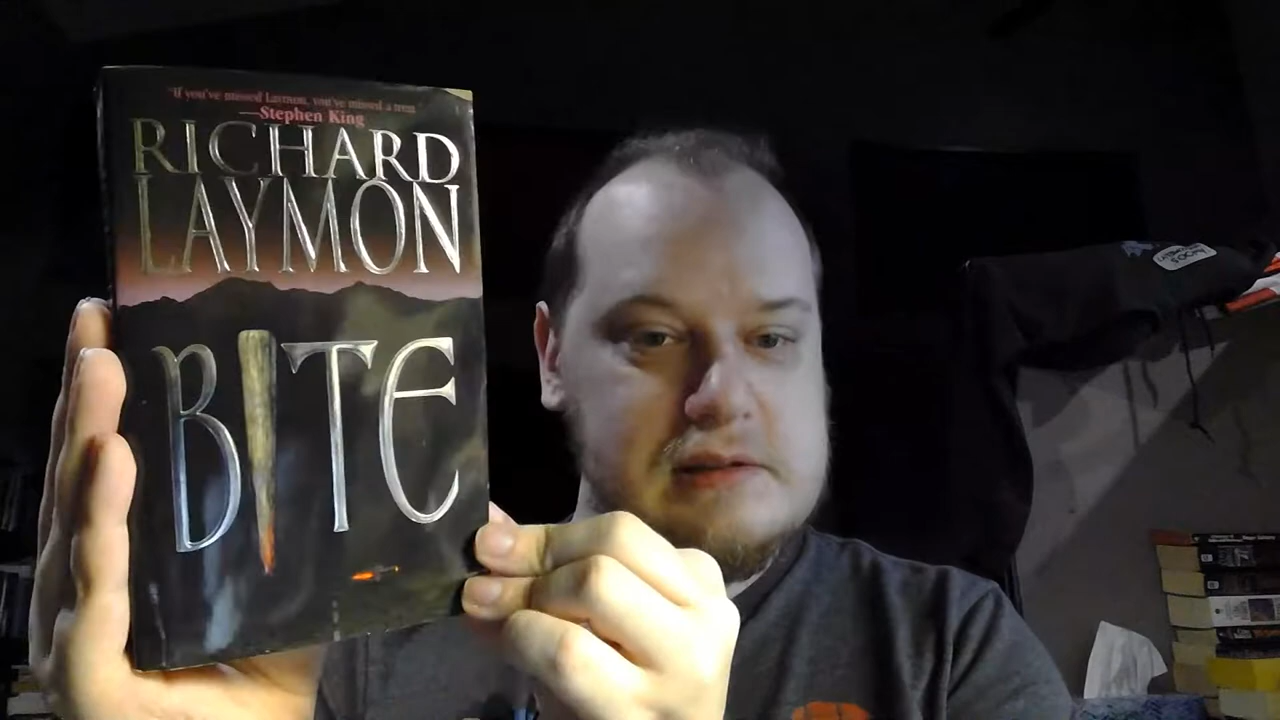 "If you've missed Laymon, you've missed a treat."
—Stephen King
RICHARD
LAYMON
BITE